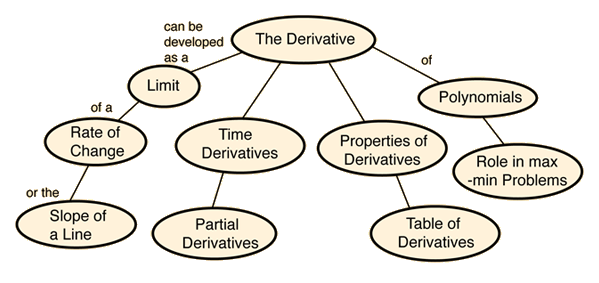 can be
developed
as a
The Derivative
of
Limit
Polynomials
of a
Rate of
Change
Time
Derivatives
Properties of
Derivatives
Role in max
-min Problems
or the
Slope of
a Line
Partial
Derivatives
Table of
Derivatives